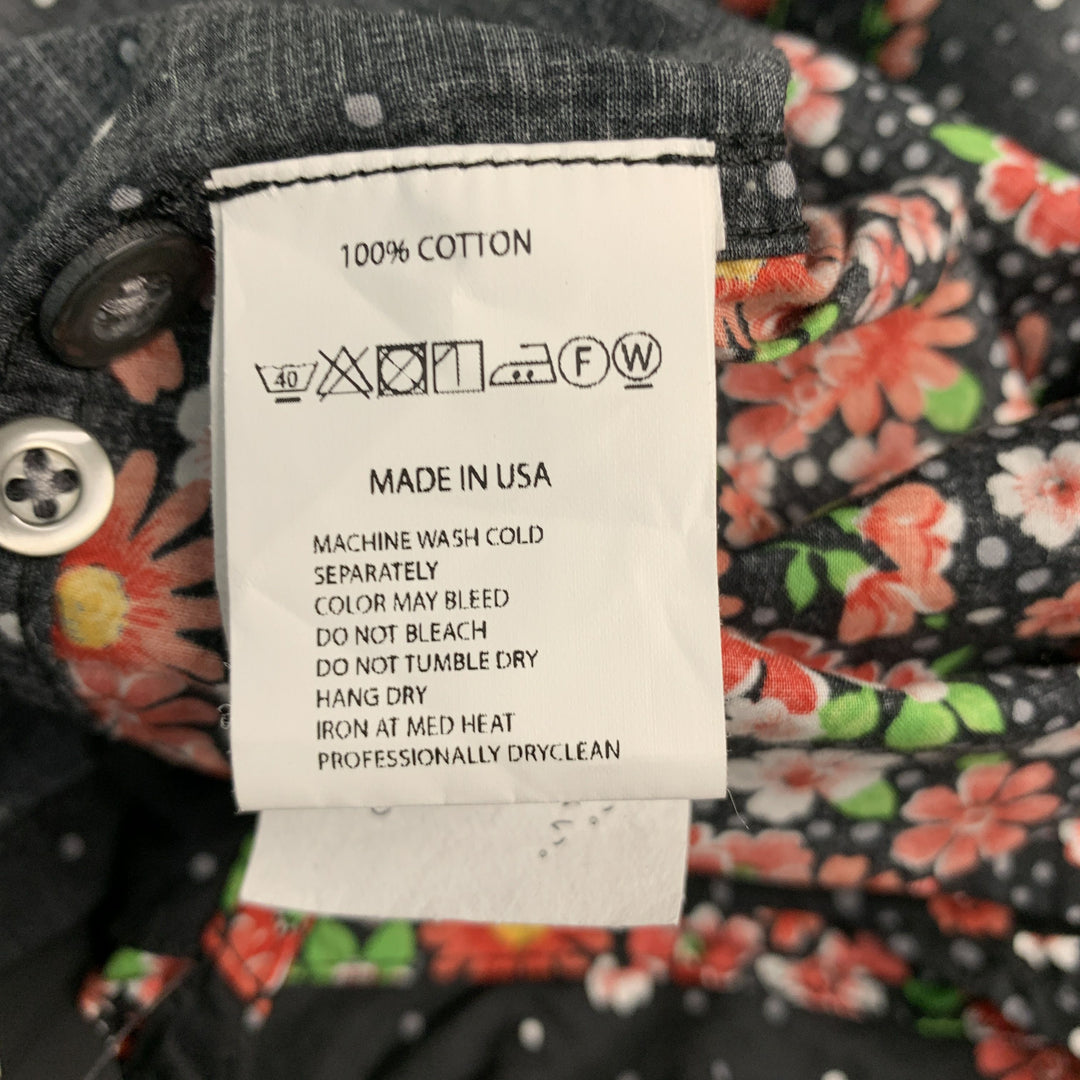 100% COTTON
40 F W
MADE IN USA
MACHINE WASH COLD
SEPARATELY
COLOR MAY BLEED
DO NOT BLEACH
DO NOT TUMBLE DRY
HANG DRY
IRON AT MED HEAT
PROFESSIONALLY DRYCLEAN